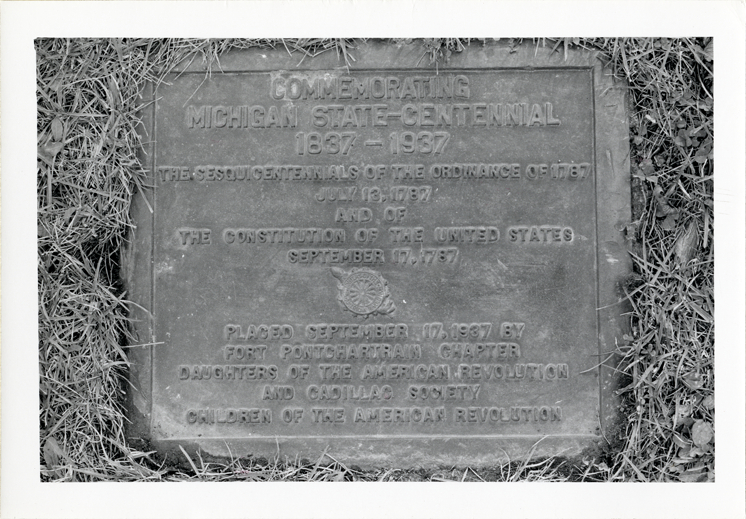 COMMEMORATING
MICHIGAN STATE-CENTENNIAL
1837 - 1937
THE SESQUICENTENNIALS OF THE ORDINANCE OF 1787
JULY 13, 1787
AND OF
THE CONSTITUTION OF THE UNITED STATES
SEPTEMBER 17, 1787
PLACED SEPTEMBER 17, 1937 BY
FORT PONTCHARTRAIN CHAPTER
DAUGHTERS OF THE AMERICAN REVOLUTION
AND CADILLAC SOCIETY
CHILDREN OF THE AMERICAN REVOLUTION